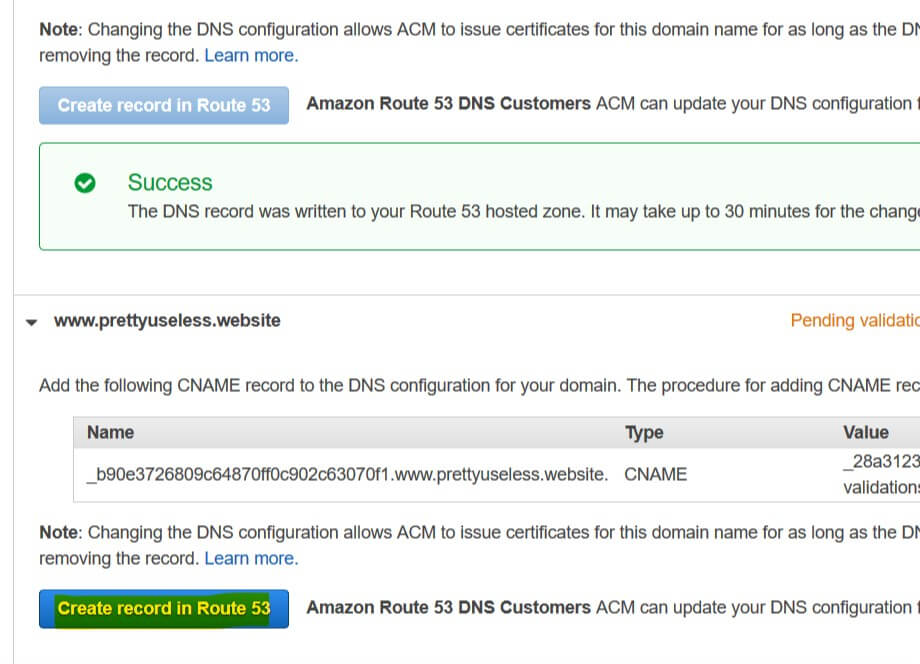 Note: Changing the DNS configuration allows ACM to issue certificates for this domain name for as long as the
removing the record. Learn more.
Create record in Route 53 Amazon Route 53 DNS Customers ACM can update your DNS configuration
Success
The DNS record was written to your Route 53 hosted zone. It may take up to 30 minutes for the
www.prettyuseless.website Pending
Add the following CNAME record to the DNS configuration for your domain. The procedure for adding CNAME
Name Type Value
_b90e3726809c64870ff0c902c63070f1.www.prettyuseless.website. CNAME _28a3123
Note: Changing the DNS configuration allows ACM to issue certificates for this domain name for as long as the
removing the record. Learn more.
Create record in Route 53 Amazon Route 53 DNS Customers ACM can update your DNS configuration